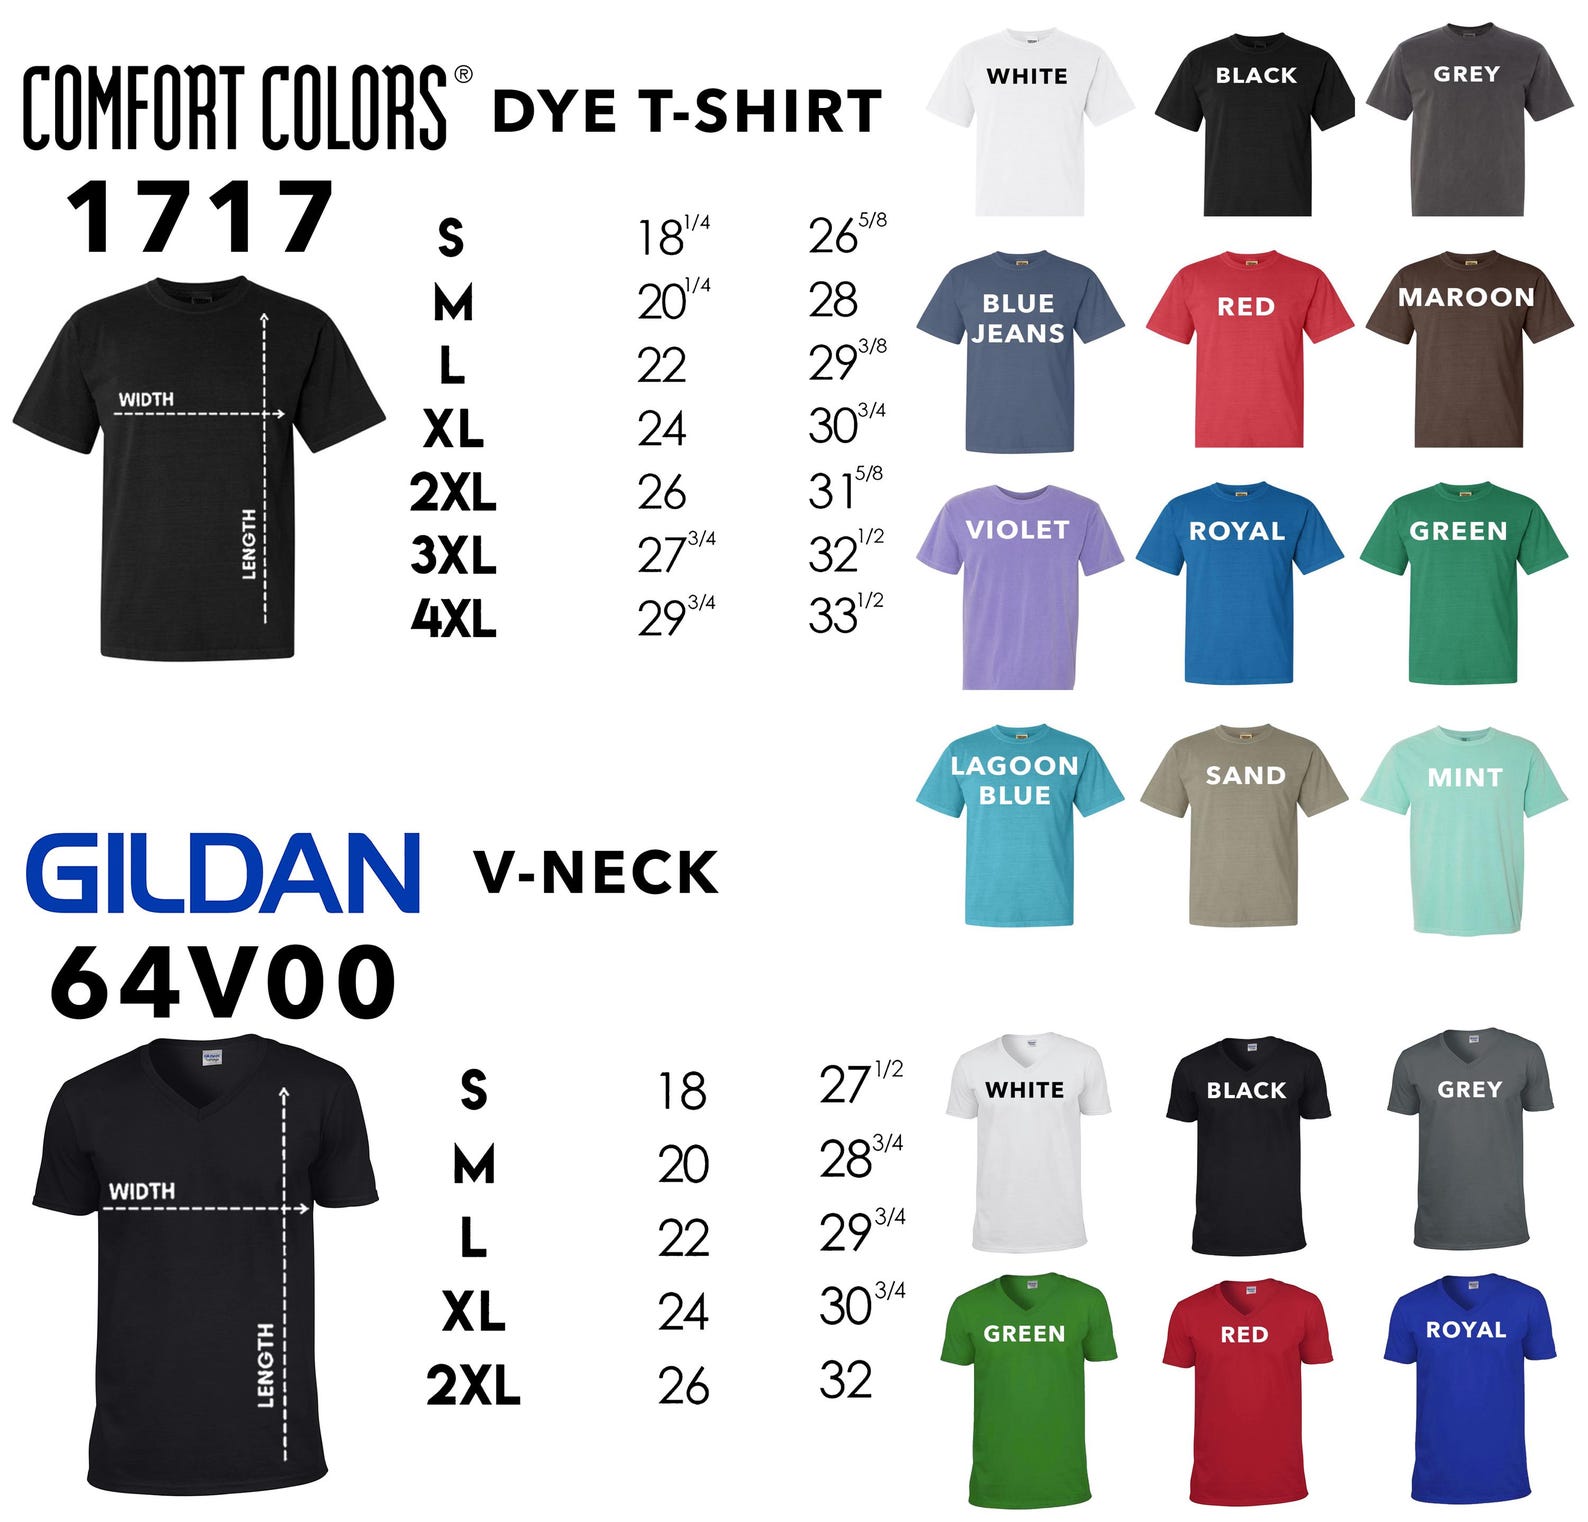 COMFORT COLORS® DYE T-SHIRT
1717
WIDTH
LENGTH
S 18 1/4 26 5/8
M 20 1/4 28
L 22 29 3/8
XL 24 30 3/4
2XL 26 31 5/8
3XL 27 3/4 32 1/2
4XL 29 3/4 33 1/2
WHITE
BLACK
GREY
BLUE
JEANS
RED
MAROON
VIOLET
ROYAL
GREEN
LAGOON
BLUE
SAND
MINT
GILDAN V-NECK
64V00
GILDAN
WIDTH
LENGTH
S 18 27 1/2
M 20 28 3/4
L 22 29 3/4
XL 24 30 3/4
2XL 26 32
WHITE
BLACK
GREY
GREEN
RED
ROYAL